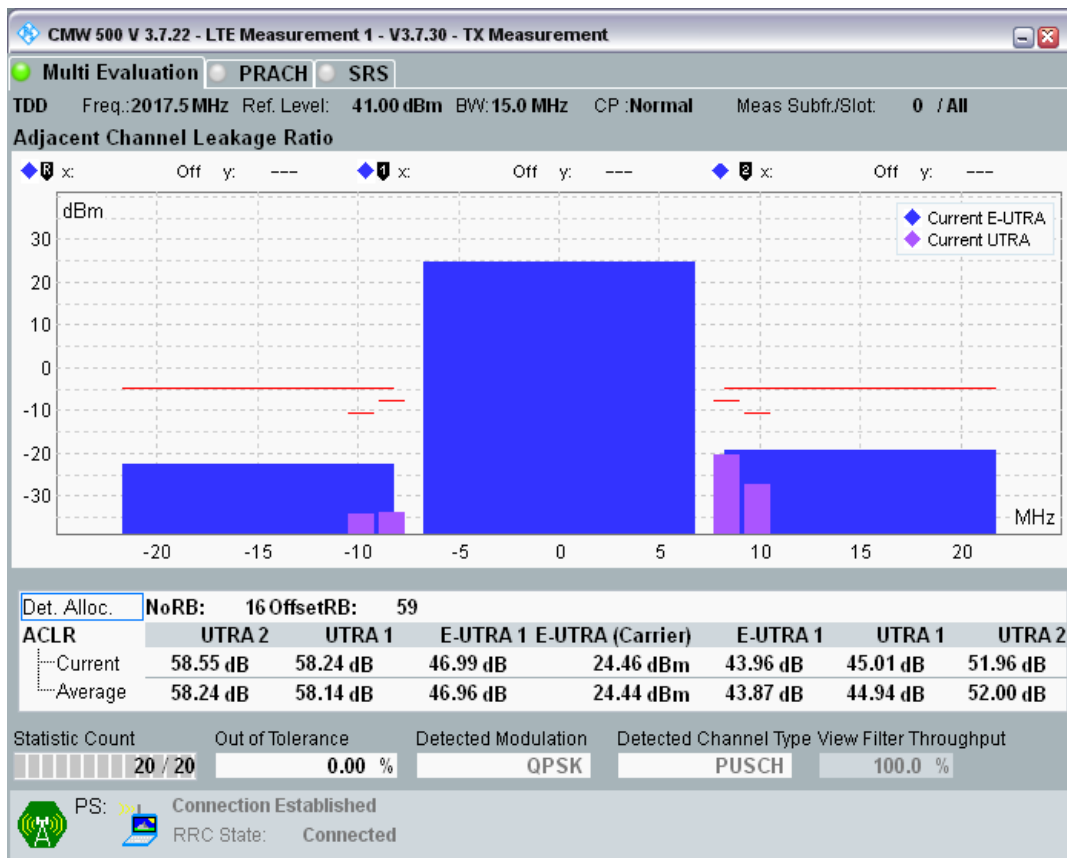 CMW 500 V 3.7.22 - LTE Measurement 1 - V3.7.30 - TX Measurement
Multi Evaluation PRACH SRS
TDD Freq.:2017.5 MHz Ref. Level: 41.00 dBm BW:15.0 MHz CP :Normal Meas Subfr./Slot: 0 / All
Adjacent Channel Leakage Ratio
R x: Off y: --- 1 x: Off y: --- 2 x: Off y: ---
dBm
Current E-UTRA
Current UTRA
30
20
10
0
-10
-20
-30
MHz
-20 -15 -10 -5 0 5 10 15 20
Det. Alloc. NoRB: 16 OffsetRB: 59
ACLR UTRA 2 UTRA 1 E-UTRA 1 E-UTRA (Carrier) E-UTRA 1 UTRA 1 UTRA 2
Current 58.55 dB 58.24 dB 46.99 dB 24.46 dBm 43.96 dB 45.01 dB 51.96 dB
Average 58.24 dB 58.14 dB 46.96 dB 24.44 dBm 43.87 dB 44.94 dB 52.00 dB
Statistic Count Out of Tolerance Detected Modulation Detected Channel Type View Filter Throughput
20 / 20 0.00 % QPSK PUSCH 100.0 %
PS: Connection Established
RRC State: Connected